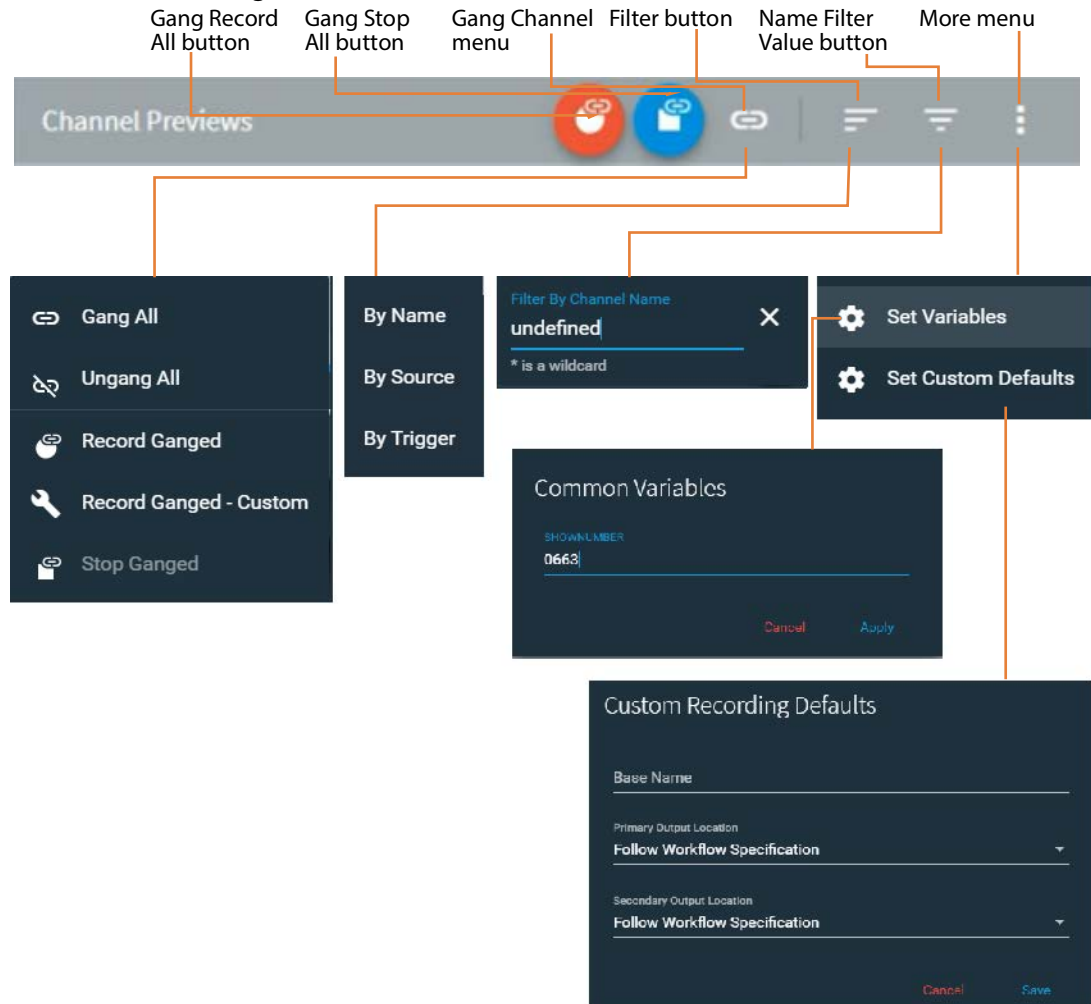 Gang Record
All button
Gang Stop
All button
Gang Channel
menu
Filter button
Name Filter
Value button
More menu
Channel Previews
Gang All
Ungang All
Record Ganged
Record Ganged - Custom
Stop Ganged
By Name
By Source
By Trigger
Filter By Channel Name
undefined
* is a wildcard
Set Variables
Set Custom Defaults
Common Variables
SHOWNUMBER
0663
Cancel
Apply
Custom Recording Defaults
Base Name
Primary Output Location
Follow Workflow Specification
Secondary Output Location
Follow Workflow Specification
Cancel
Save